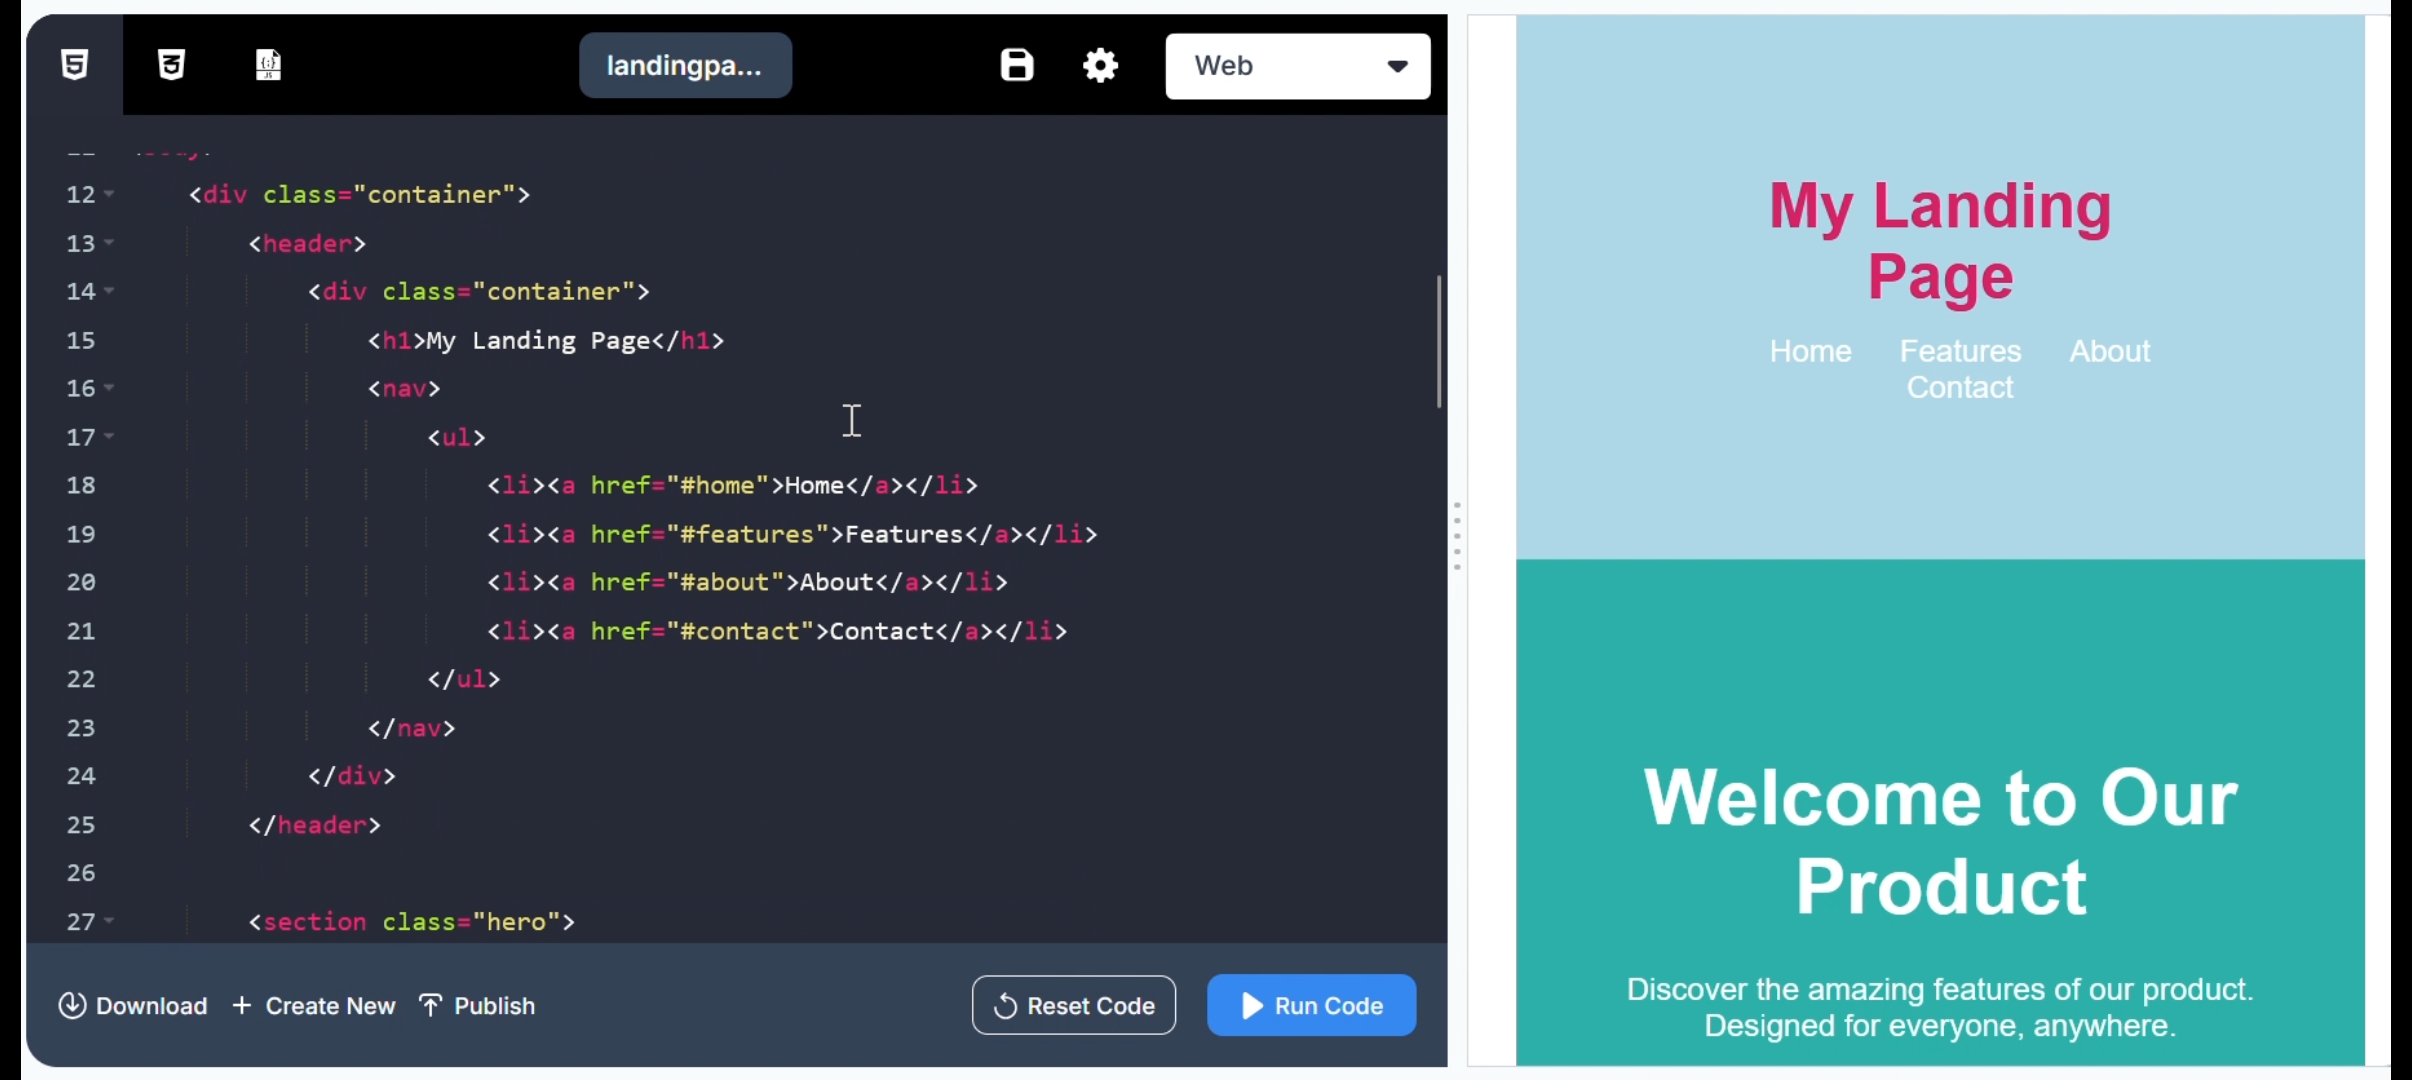 landingpa...
Web
12 <div class="container">
13 <header>
14 <div class="container">
15 <h1>My Landing Page</h1>
16 <nav>
17 <ul>
18 <li><a href="#home">Home</a></li>
19 <li><a href="#features">Features</a></li>
20 <li><a href="#about">About</a></li>
21 <li><a href="#contact">Contact</a></li>
22 </ul>
23 </nav>
24 </div>
25 </header>
26
27 <section class="hero">
Download
Create New
Publish
Reset Code
Run Code
My Landing
Page
Home Features About
Contact
Welcome to Our
Product
Discover the amazing features of our product.
Designed for everyone, anywhere.